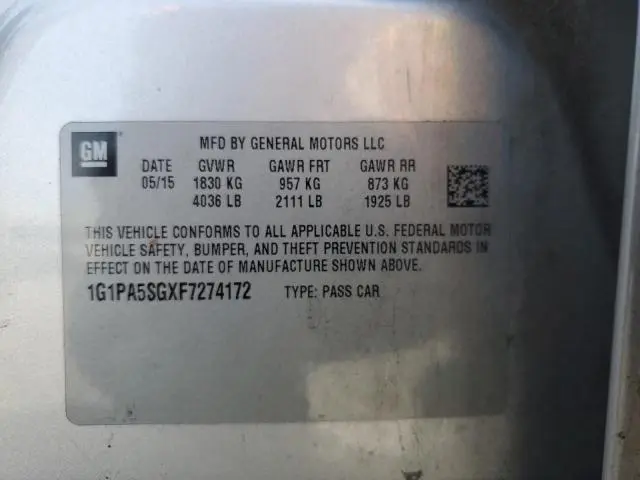 GM
MFD BY GENERAL MOTORS LLC
DATE GVWR GAWR FRT GAWR RR
05/15 1830 KG 957 KG 873 KG
4036 LB 2111 LB 1925 LB
THIS VEHICLE CONFORMS TO ALL APPLICABLE U.S. FEDERAL MOTOR
VEHICLE SAFETY, BUMPER, AND THEFT PREVENTION STANDARDS IN
EFFECT ON THE DATE OF MANUFACTURE SHOWN ABOVE.
1G1PA5SGXF7274172 TYPE: PASS CAR